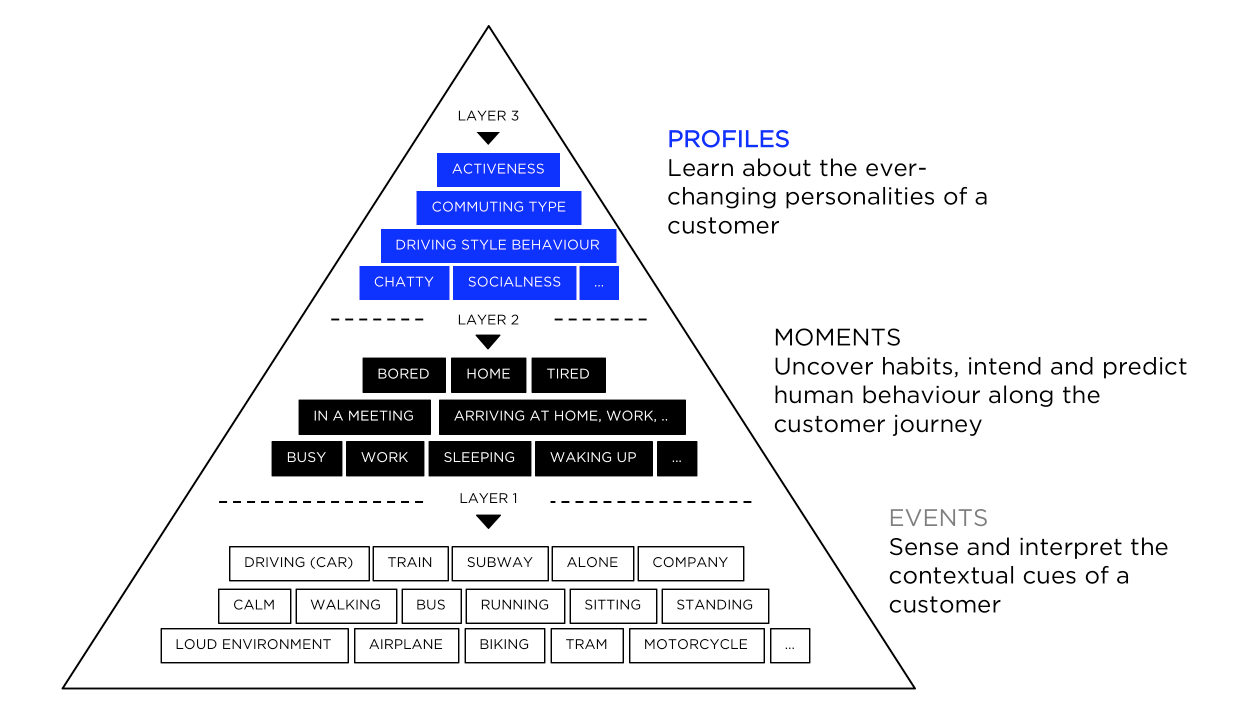 LAYER 3
ACTIVENESS
COMMUTING TYPE
DRIVING STYLE BEHAVIOUR
CHATTY SOCIALNESS ...
PROFILES
Learn about the ever-
changing personalities of a
customer
LAYER 2
BORED HOME TIRED
IN A MEETING ARRIVING AT HOME, WORK, ..
BUSY WORK SLEEPING WAKING UP ...
MOMENTS
Uncover habits, intend and predict
human behaviour along the
customer journey
LAYER 1
DRIVING (CAR) TRAIN SUBWAY ALONE COMPANY
CALM WALKING BUS RUNNING SITTING STANDING
LOUD ENVIRONMENT AIRPLANE BIKING TRAM MOTORCYCLE ...
EVENTS
Sense and interpret the
contextual cues of a
customer